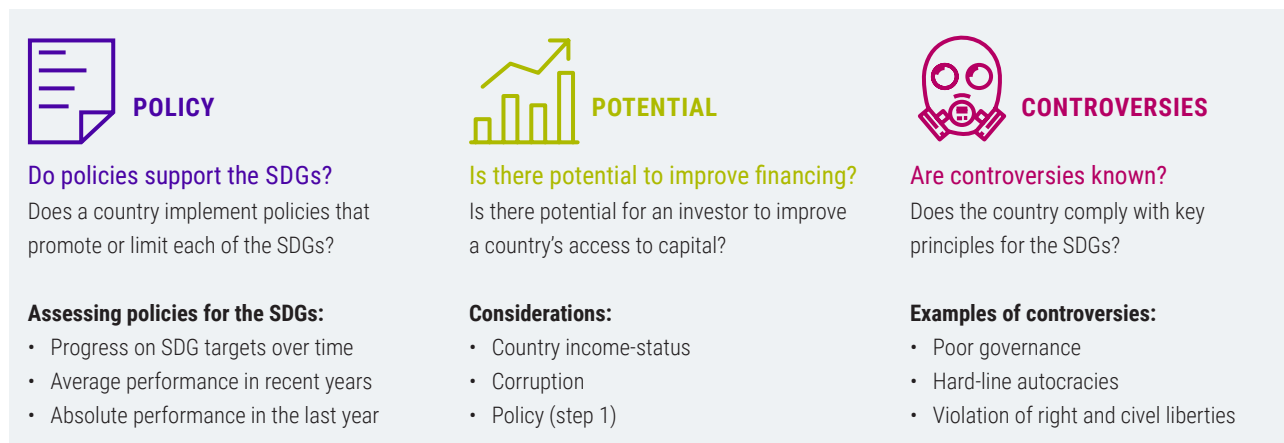 POLICY
Do policies support the SDGs?
Does a country implement policies that
promote or limit each of the SDGs?
Assessing policies for the SDGs:
• Progress on SDG targets over time
• Average performance in recent years
• Absolute performance in the last year
POTENTIAL
Is there potential to improve financing?
Is there potential for an investor to improve
a country's access to capital?
Considerations:
• Country income-status
• Corruption
• Policy (step 1)
CONTROVERSIES
Are controversies known?
Does the country comply with key
principles for the SDGs?
Examples of controversies:
• Poor governance
• Hard-line autocracies
• Violation of right and civel liberties